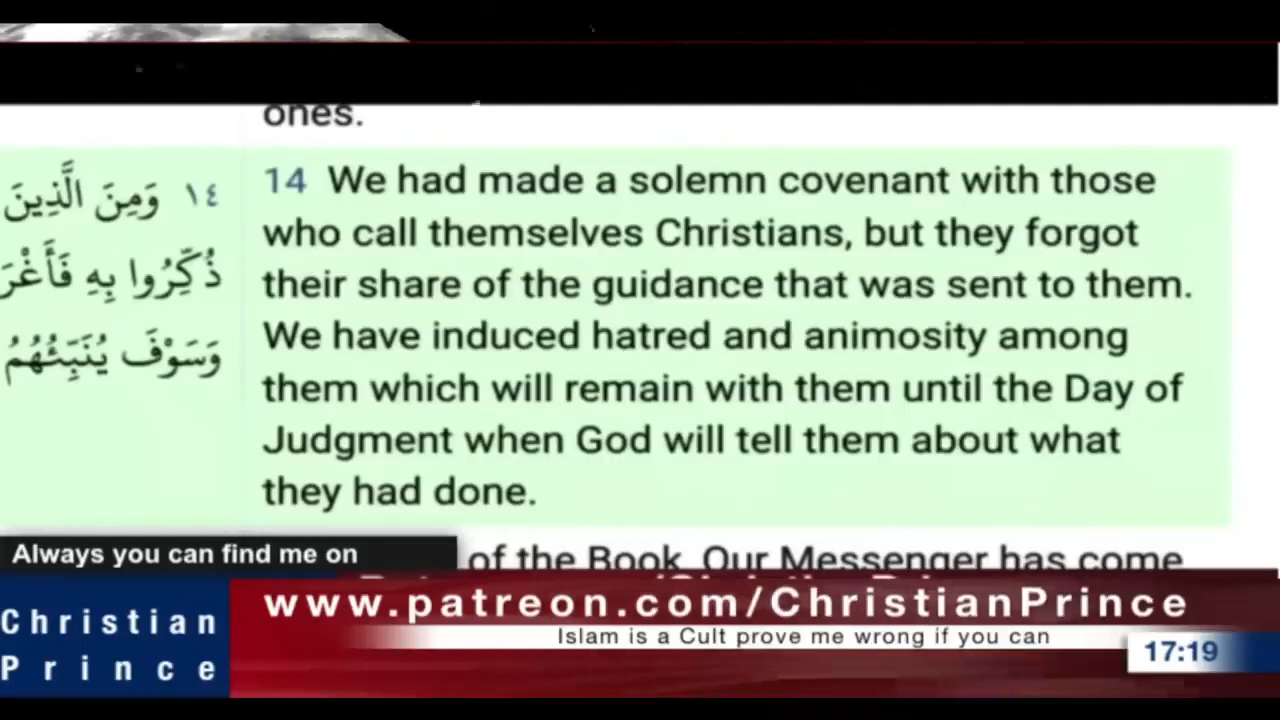 ones.
١٤ وَمِنَ الَّذِينَ
ذُكِّرُوا بِهِ فَأَغْرَ
وَسَوْفَ يُنَبِّئُهُمُ
14 We had made a solemn covenant with those
who call themselves Christians, but they forgot
their share of the guidance that was sent to them.
We have induced hatred and animosity among
them which will remain with them until the Day of
Judgment when God will tell them about what
they had done.
of the Book, Our Messenger has come
Always you can find me on
www.patreon.com/ChristianPrince
Islam is a Cult prove me wrong if you can
Christian
Prince
17:19